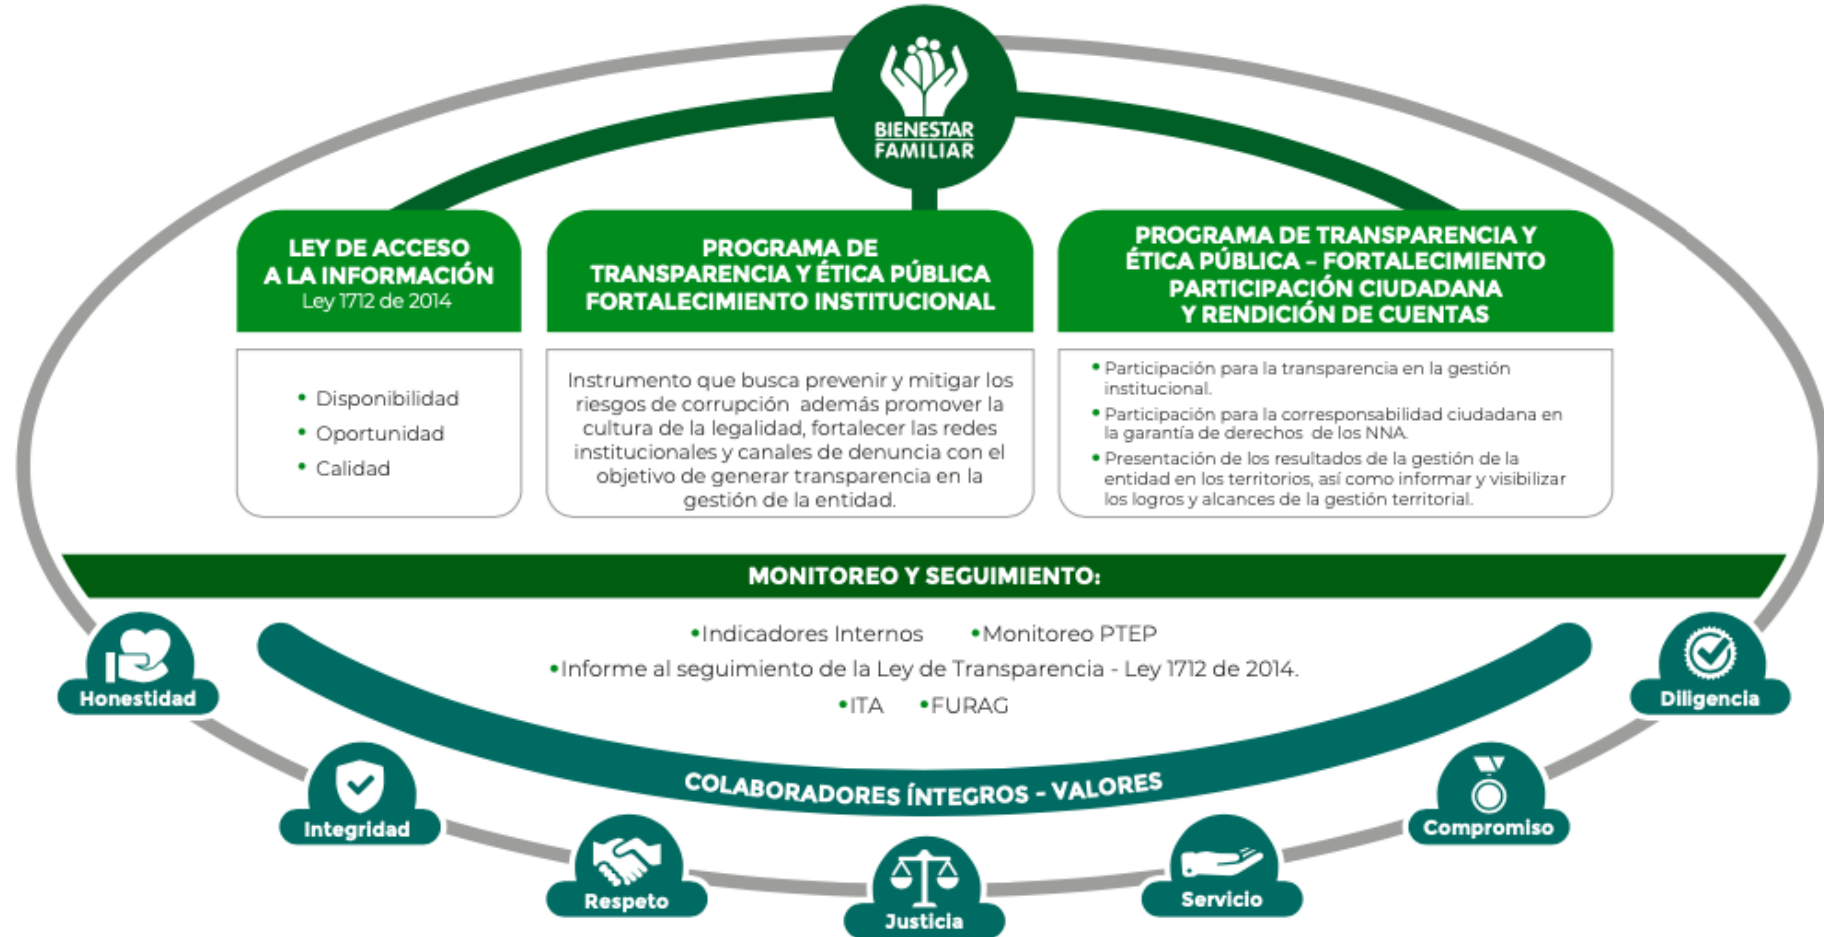 BIENESTAR
FAMILIAR
LEY DE ACCESO
A LA INFORMACIÓN
Ley 1712 de 2014
• Disponibilidad
• Oportunidad
• Calidad
PROGRAMA DE
TRANSPARENCIA Y ÉTICA PÚBLICA
FORTALECIMIENTO INSTITUCIONAL
Instrumento que busca prevenir y mitigar los
riesgos de corrupción además promover la
cultura de la legalidad, fortalecer las redes
institucionales y canales de denuncia con el
objetivo de generar transparencia en la
gestión de la entidad.
PROGRAMA DE TRANSPARENCIA Y
ÉTICA PÚBLICA – FORTALECIMIENTO
PARTICIPACIÓN CIUDADANA
Y RENDICIÓN DE CUENTAS
• Participación para la transparencia en la gestión
institucional.
• Participación para la corresponsabilidad ciudadana en
la garantía de derechos de los NNA.
• Presentación de los resultados de la gestión de la
entidad en los territorios, así como informar y visibilizar
los logros y alcances de la gestión territorial.
MONITOREO Y SEGUIMIENTO:
•Indicadores Internos •Monitoreo PTEP
•Informe al seguimiento de la Ley de Transparencia - Ley 1712 de 2014.
•ITA •FURAG
COLABORADORES ÍNTEGROS - VALORES
Honestidad
Integridad
Respeto
Justicia
Servicio
Compromiso
Diligencia